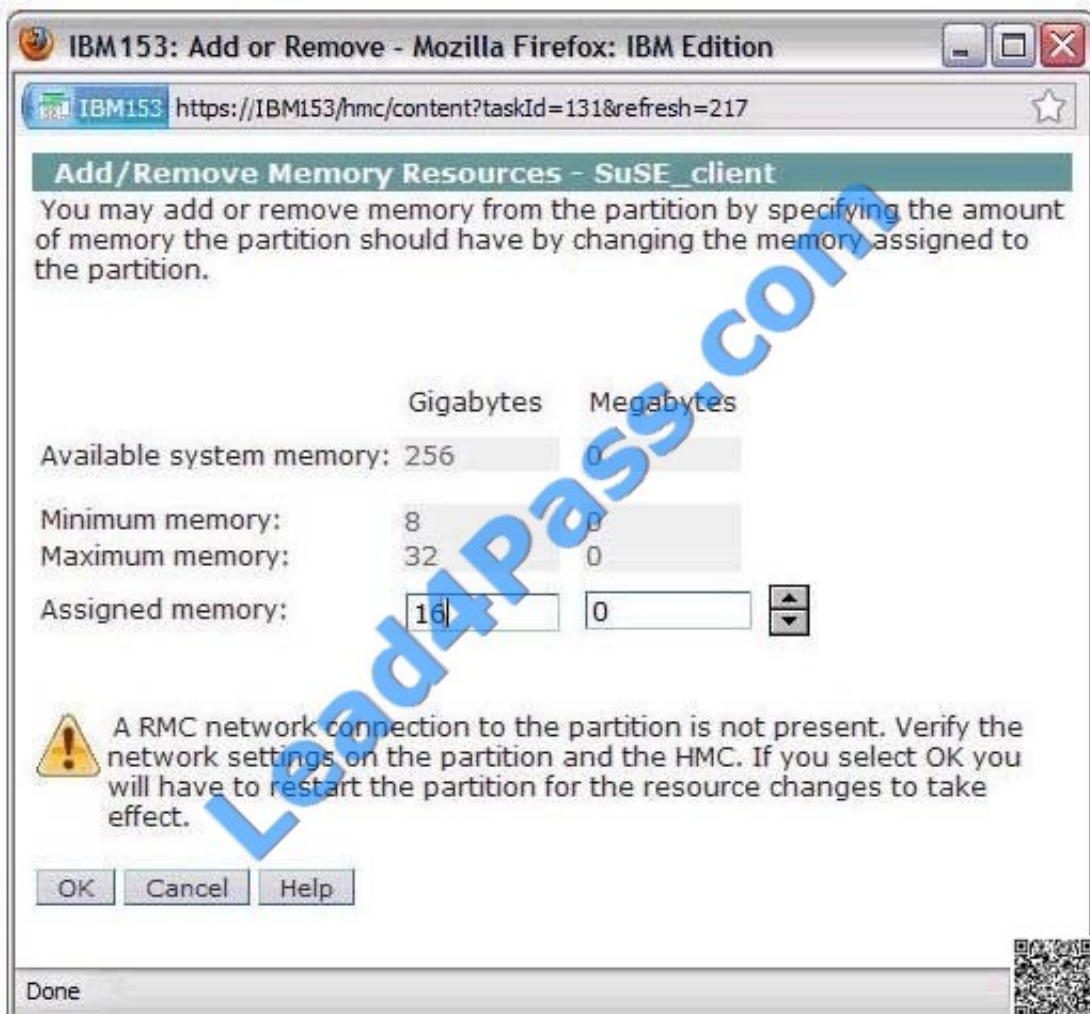 IBM153: Add or Remove - Mozilla Firefox: IBM Edition
IBM153 https://IBM153/hmc/content?taskId=131&refresh=217
Add/Remove Memory Resources - SuSE_client
You may add or remove memory from the partition by specifying the amount
of memory the partition should have by changing the memory assigned to
the partition.
Gigabytes Megabytes
Available system memory: 256 0
Minimum memory: 8 0
Maximum memory: 32 0
Assigned memory: 16 0
A RMC network connection to the partition is not present. Verify the
network settings on the partition and the HMC. If you select OK you
will have to restart the partition for the resource changes to take
effect.
OK Cancel Help
Done
Lead4Pass.com